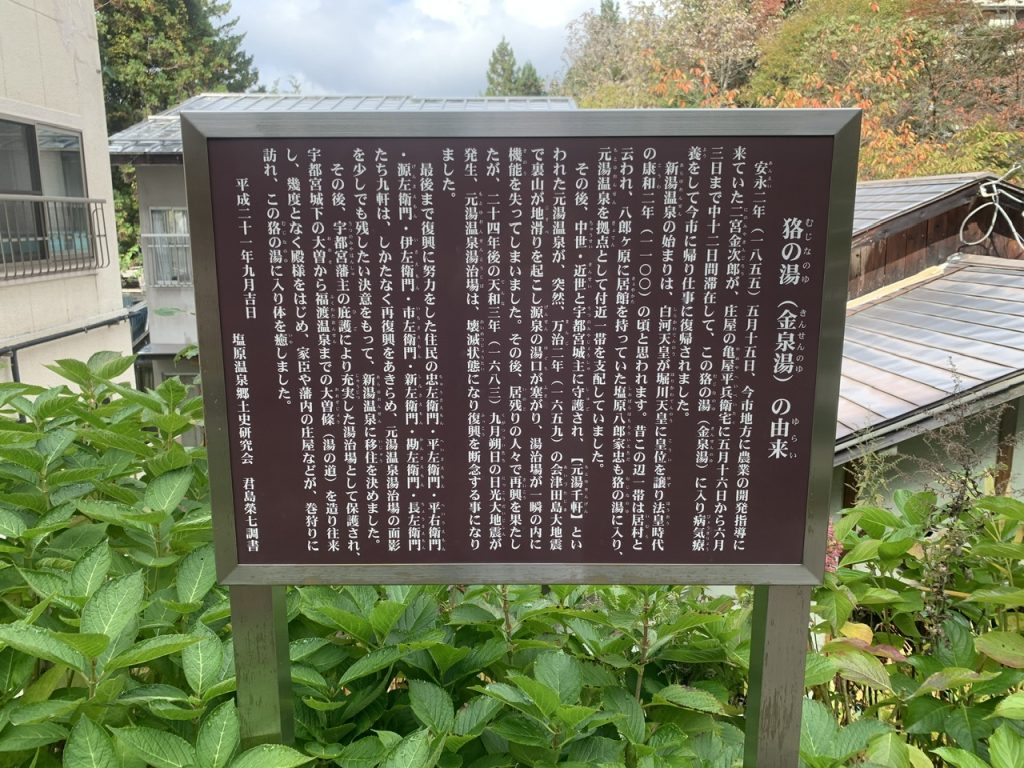 狢の湯（金泉湯）の由来
安永二年（一八五五）五月十五日、今市地方に農業の開発指導に
来ていた二宮金次郎が、庄屋の亀屋平兵衛宅に五月十六日から六月
三日まで中十二日間滞在して、この狢の湯（金泉湯）に入り病気療
養をして今市に帰り仕事に復帰されました。
新湯温泉の始まりは、白河天皇が堀川天皇に皇位を譲り法皇時代
の康和二年（一一〇〇）の頃と思われます。昔この辺一帯は居村と
云われ、八郎ヶ原に居館を持っていた塩原八郎家忠も狢の湯に入り、
元湯温泉を拠点として付近一帯を支配していました。
その後、中世・近世と宇都宮城主に守護され、【元湯千軒】とい
われた元湯温泉が、突然、万治二年（一六五九）の会津田島大地震
で裏山が地滑りを起こし源泉の湯口が塞がり、湯治場が一瞬の内に
機能を失ってしまいました。その後、居残りの人々で再興を果たし
たが、二十四年後の天和三年（一六八三）九月朔日の日光大地震が
発生、元湯温泉湯治場は、壊滅状態になり復興を断念する事になり
ました。
最後まで復興に努力をした住民の忠左衛門・平左衛門・平右衛門
・源左衛門・伊左衛門・市左衛門・新左衛門・勘左衛門・長左衛門
たち九軒は、しかたなく再復興をあきらめ、元湯温泉湯治場の面影
を少しでも残したい決意をもって、新湯温泉に移住を決めました。
その後、宇都宮藩主の庇護により充実した湯治場として保護され、
宇都宮城下の大曽から福渡温泉までの大曽條（湯の道）を造り往来
し、幾度となく殿様をはじめ、家臣や藩内の庄屋などが、巻狩りに
訪れ、この狢の湯に入り体を癒しました。
平成二十一年九月吉日　塩原温泉郷土史研究会　君島榮七調書